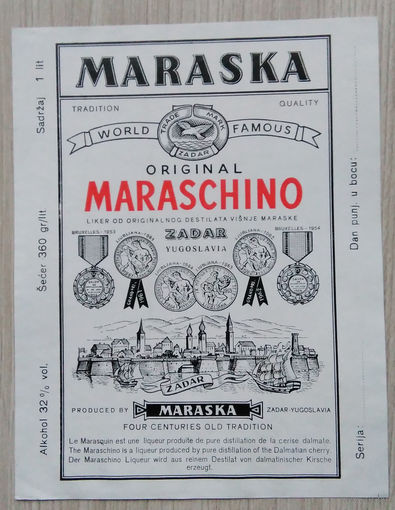 MARASKA
TRADITION QUALITY
TRADE MARK
WORLD FAMOUS
ZADAR
ORIGINAL
MARASCHINO
LIKER OD ORIGINALNOG DESTILATA VIŠNJE MARASKE
BRUXELLES - 1953 ZADAR BRUXELLES - 1954
YUGOSLAVIA
ZADAR
PRODUCED BY MARASKA ZADAR-YUGOSLAVIA
FOUR CENTURIES OLD TRADITION
Le Marasquin est une liqueur produite de pure distillation de la cerise dalmate.
The Maraschino is a liqueur produced by pure distillation of the Dalmatian cherry.
Der Maraschino Liqueur wird aus reinem Destilat von dalmatinischer Kirsche
erzeugt.
Alkohol 32 % vol. Šećer 360 gr/lit Sadržaj 1 lit
Serija: Dan punj. u bocu: